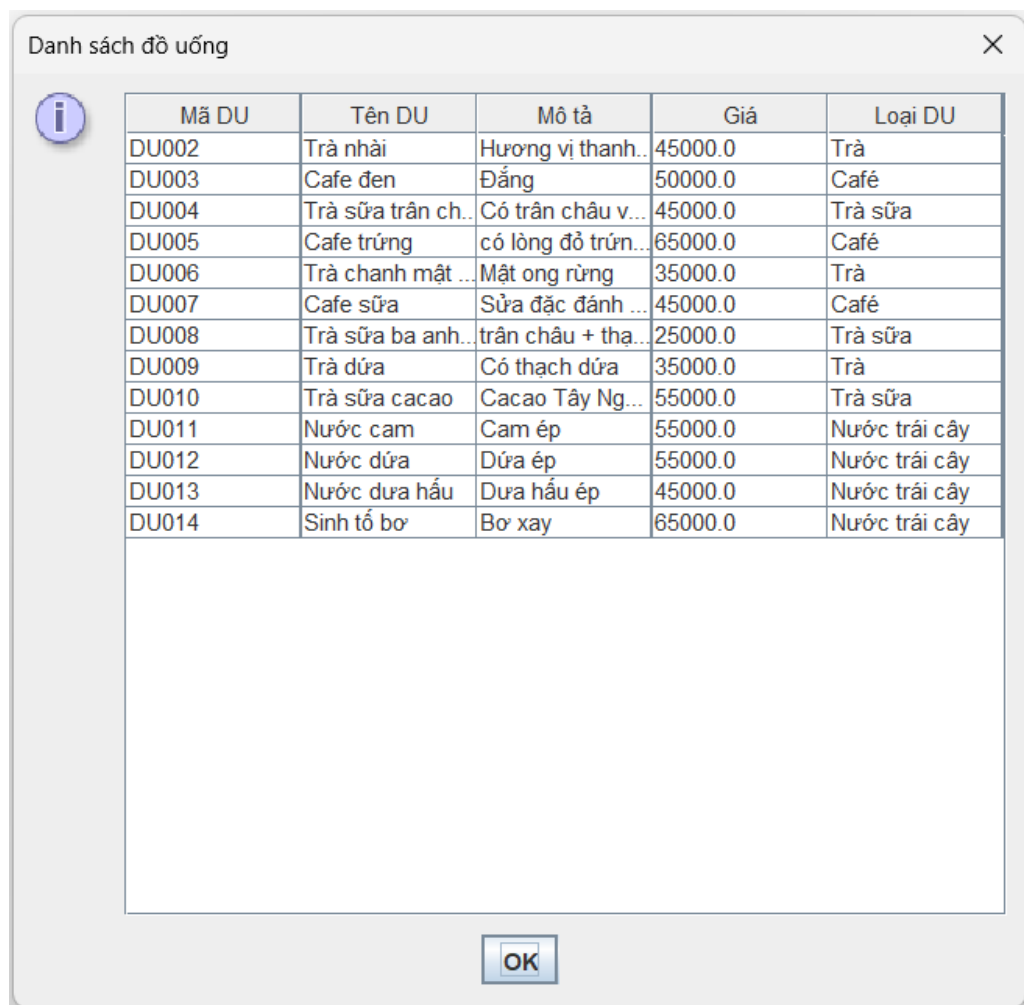 Danh sách đồ uống
i
Mã DU Tên DU Mô tả Giá Loại DU
DU002 Trà nhài Hương vị thanh.. 45000.0 Trà
DU003 Cafe đen Đắng 50000.0 Café
DU004 Trà sữa trân ch.. Có trân châu v... 45000.0 Trà sữa
DU005 Cafe trứng có lòng đỏ trứn... 65000.0 Café
DU006 Trà chanh mật ... Mật ong rừng 35000.0 Trà
DU007 Cafe sữa Sửa đặc đánh ... 45000.0 Café
DU008 Trà sữa ba anh... trân châu + thạ... 25000.0 Trà sữa
DU009 Trà dứa Có thạch dứa 35000.0 Trà
DU010 Trà sữa cacao Cacao Tây Ng... 55000.0 Trà sữa
DU011 Nước cam Cam ép 55000.0 Nước trái cây
DU012 Nước dứa Dứa ép 55000.0 Nước trái cây
DU013 Nước dưa hấu Dưa hấu ép 45000.0 Nước trái cây
DU014 Sinh tố bơ Bơ xay 65000.0 Nước trái cây
OK